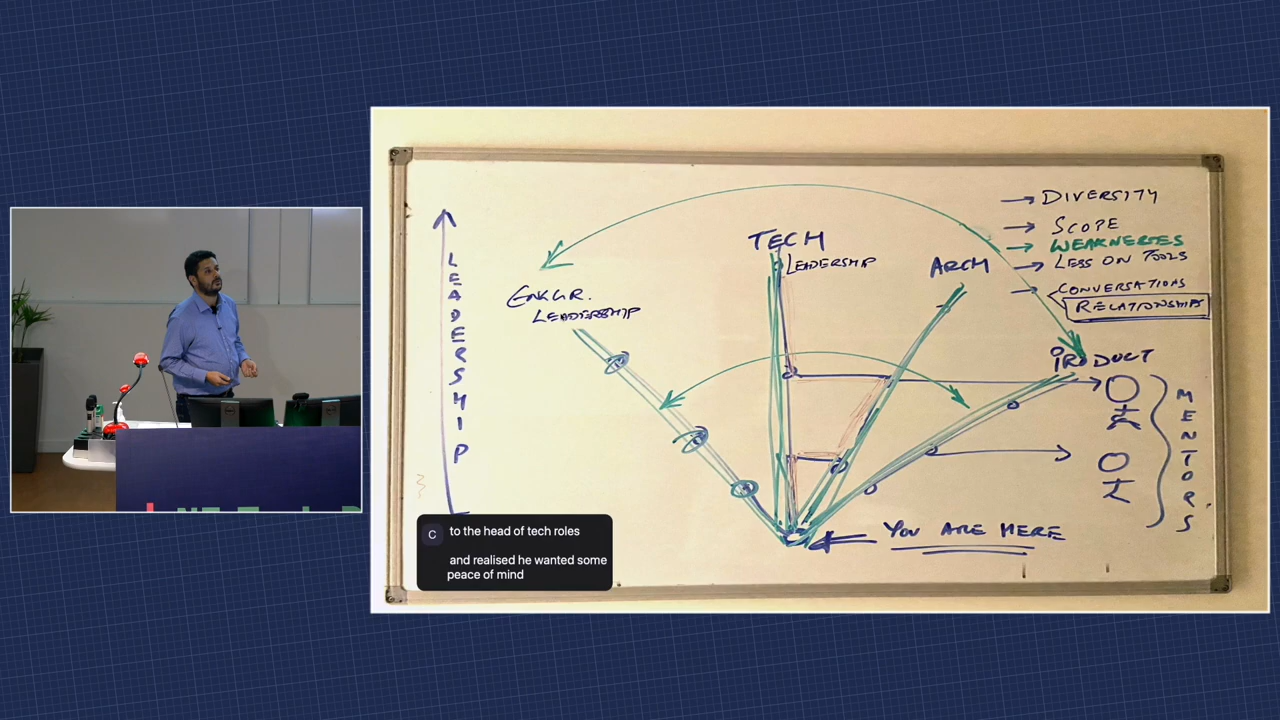 LEADERSHIP
ENGR.
LEADERSHIP
TECH
LEADERSHIP
ARCH
PRODUCT
→ DIVERSITY
→ SCOPE
→ WEAKNESSES
→ LESS ON TOOLS
→ CONVERSATIONS
RELATIONSHIPS
MENTORS
YOU ARE HERE
C
to the head of tech roles
and realised he wanted some
peace of mind